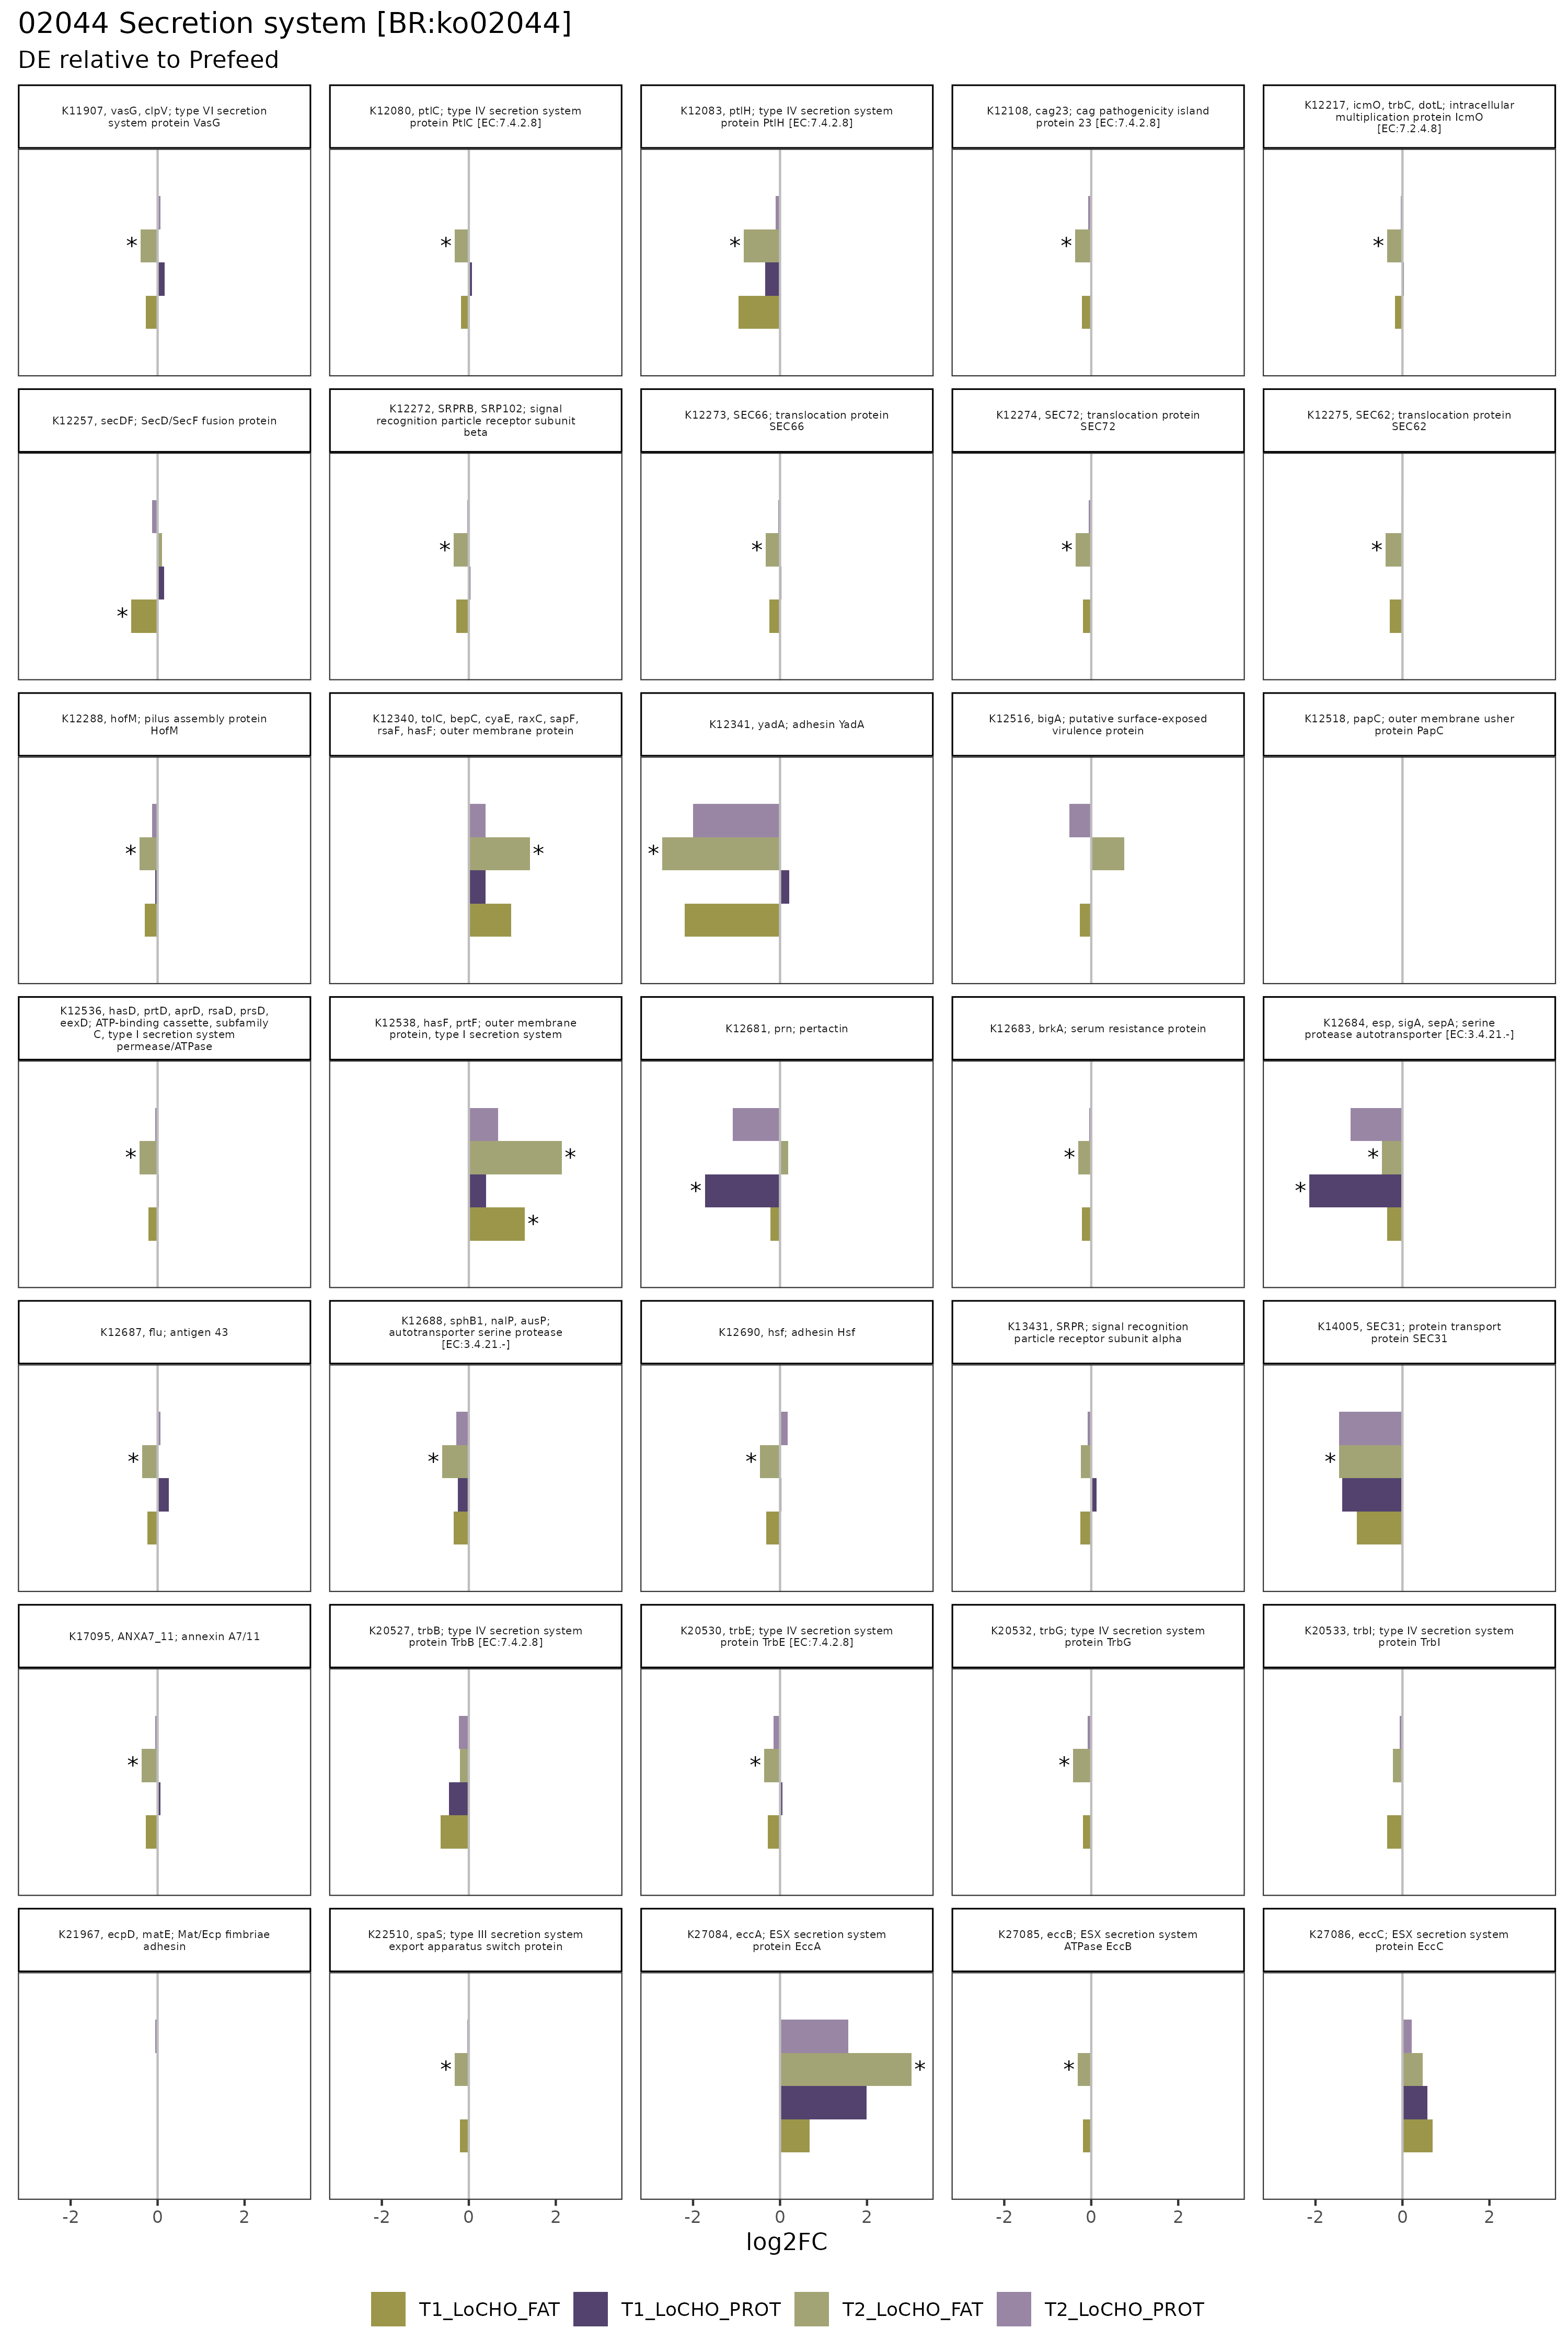 02044 Secretion system [BR:ko02044]
DE relative to Prefeed
K11907, vasG, clpV; type VI secretion
system protein VasG
K12080, ptlC; type IV secretion system
protein PtlC [EC:7.4.2.8]
K12083, ptlH; type IV secretion system
protein PtlH [EC:7.4.2.8]
K12108, cag23; cag pathogenicity island
protein 23 [EC:7.4.2.8]
K12217, icmO, trbC, dotL; intracellular
multiplication protein IcmO
[EC:7.2.4.8]
*
*
*
*
*
K12257, secDF; SecD/SecF fusion protein
K12272, SRPRB, SRP102; signal
recognition particle receptor subunit
beta
K12273, SEC66; translocation protein
SEC66
K12274, SEC72; translocation protein
SEC72
K12275, SEC62; translocation protein
SEC62
*
*
*
*
*
K12288, hofM; pilus assembly protein
HofM
K12340, tolC, bepC, cyaE, raxC, sapF,
rsaF, hasF; outer membrane protein
K12341, yadA; adhesin YadA
K12516, bigA; putative surface-exposed
virulence protein
K12518, papC; outer membrane usher
protein PapC
*
*
*
K12536, hasD, prtD, aprD, rsaD, prsD,
eexD; ATP-binding cassette, subfamily
C, type I secretion system
permease/ATPase
K12538, hasF, prtF; outer membrane
protein, type I secretion system
K12681, prn; pertactin
K12683, brkA; serum resistance protein
K12684, esp, sigA, sepA; serine
protease autotransporter [EC:3.4.21.-]
*
*
*
*
*
*
*
K12687, flu; antigen 43
K12688, sphB1, nalP, ausP;
autotransporter serine protease
[EC:3.4.21.-]
K12690, hsf; adhesin Hsf
K13431, SRPR; signal recognition
particle receptor subunit alpha
K14005, SEC31; protein transport
protein SEC31
*
*
*
*
K17095, ANXA7_11; annexin A7/11
K20527, trbB; type IV secretion system
protein TrbB [EC:7.4.2.8]
K20530, trbE; type IV secretion system
protein TrbE [EC:7.4.2.8]
K20532, trbG; type IV secretion system
protein TrbG
K20533, trbI; type IV secretion system
protein TrbI
*
*
*
K21967, ecpD, matE; Mat/Ecp fimbriae
adhesin
K22510, spaS; type III secretion system
export apparatus switch protein
K27084, eccA; ESX secretion system
protein EccA
K27085, eccB; ESX secretion system
ATPase EccB
K27086, eccC; ESX secretion system
protein EccC
*
*
*
-2 0 2 -2 0 2 -2 0 2 -2 0 2 -2 0 2
log2FC
T1_LoCHO_FAT T1_LoCHO_PROT T2_LoCHO_FAT T2_LoCHO_PROT